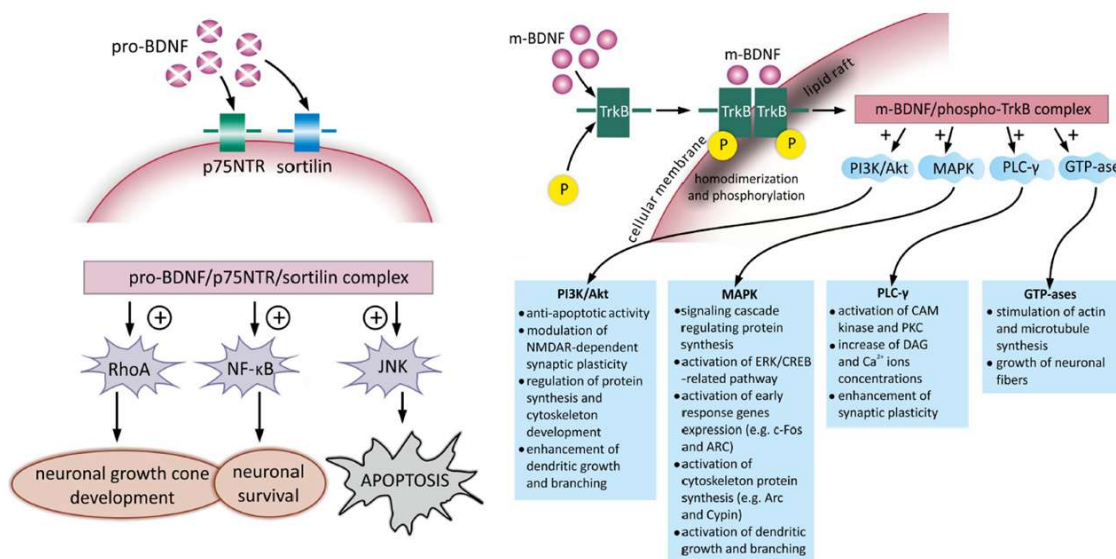 pro-BDNF
p75NTR
sortilin
pro-BDNF/p75NTR/sortilin complex
+
+
+
RhoA
NF-κB
JNK
neuronal growth cone
development
neuronal
survival
APOPTOSIS
m-BDNF
TrkB
P
m-BDNF
TrkB
TrkB
P
P
lipid raft
cellular membrane
homodimerization
and phosphorylation
m-BDNF/phospho-TrkB complex
+
+
+
+
PI3K/Akt
MAPK
PLC-γ
GTP-ases
PI3K/Akt
● anti-apoptotic activity
● modulation of
NMDAR-dependent
synaptic plasticity
● regulation of protein
synthesis and
cytoskeleton
development
● enhancement of
dendritic growth
and branching
MAPK
● signaling cascade
regulating protein
synthesis
● activation of ERK/CREB
-related pathway
● activation of early
response genes
expression (e.g. c-Fos
and ARC)
● activation of
cytoskeleton protein
synthesis (e.g. Arc
and Cypin)
● activation of dendritic
growth and branching
PLC-γ
● activation of CAM
kinase and PKC
● increase of DAG
and Ca²⁺ ions
concentrations
● enhancement of
synaptic plasticity
GTP-ases
● stimulation of actin
and microtubule
synthesis
● growth of neuronal
fibers